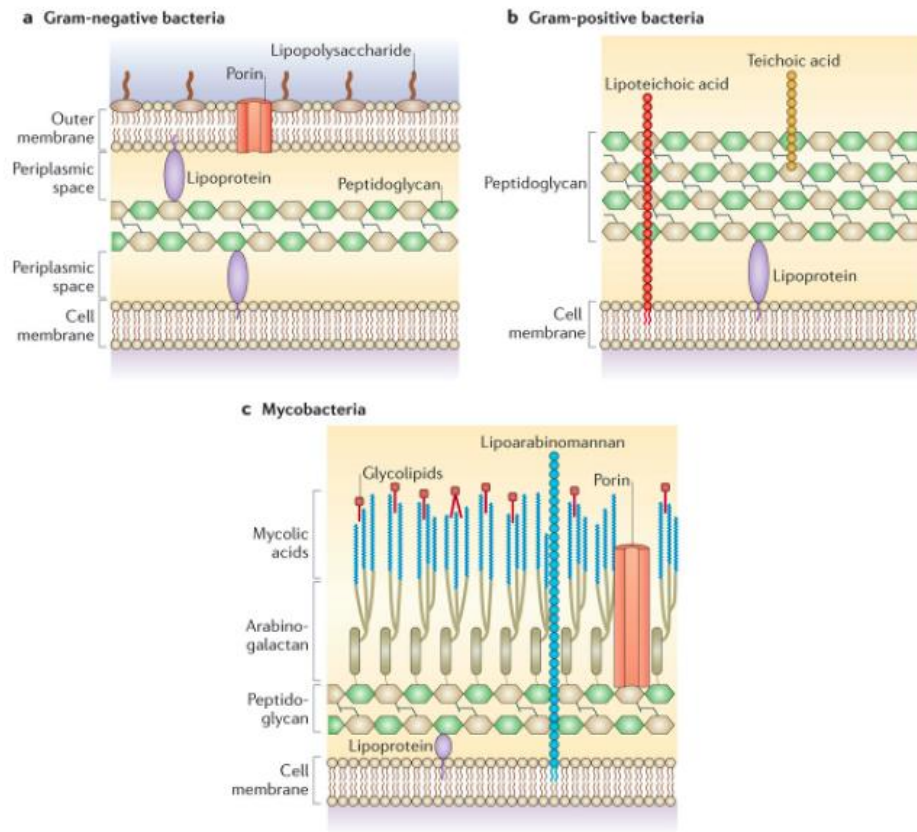 a Gram-negative bacteria
Lipopolysaccharide
Porin
Outer
membrane
Periplasmic
space
Lipoprotein
Peptidoglycan
Periplasmic
space
Cell
membrane
b Gram-positive bacteria
Teichoic acid
Lipoteichoic acid
Peptidoglycan
Lipoprotein
Cell
membrane
c Mycobacteria
Lipoarabinomannan
Glycolipids
Porin
Mycolic
acids
Arabino-
galactan
Peptido-
glycan
Lipoprotein
Cell
membrane